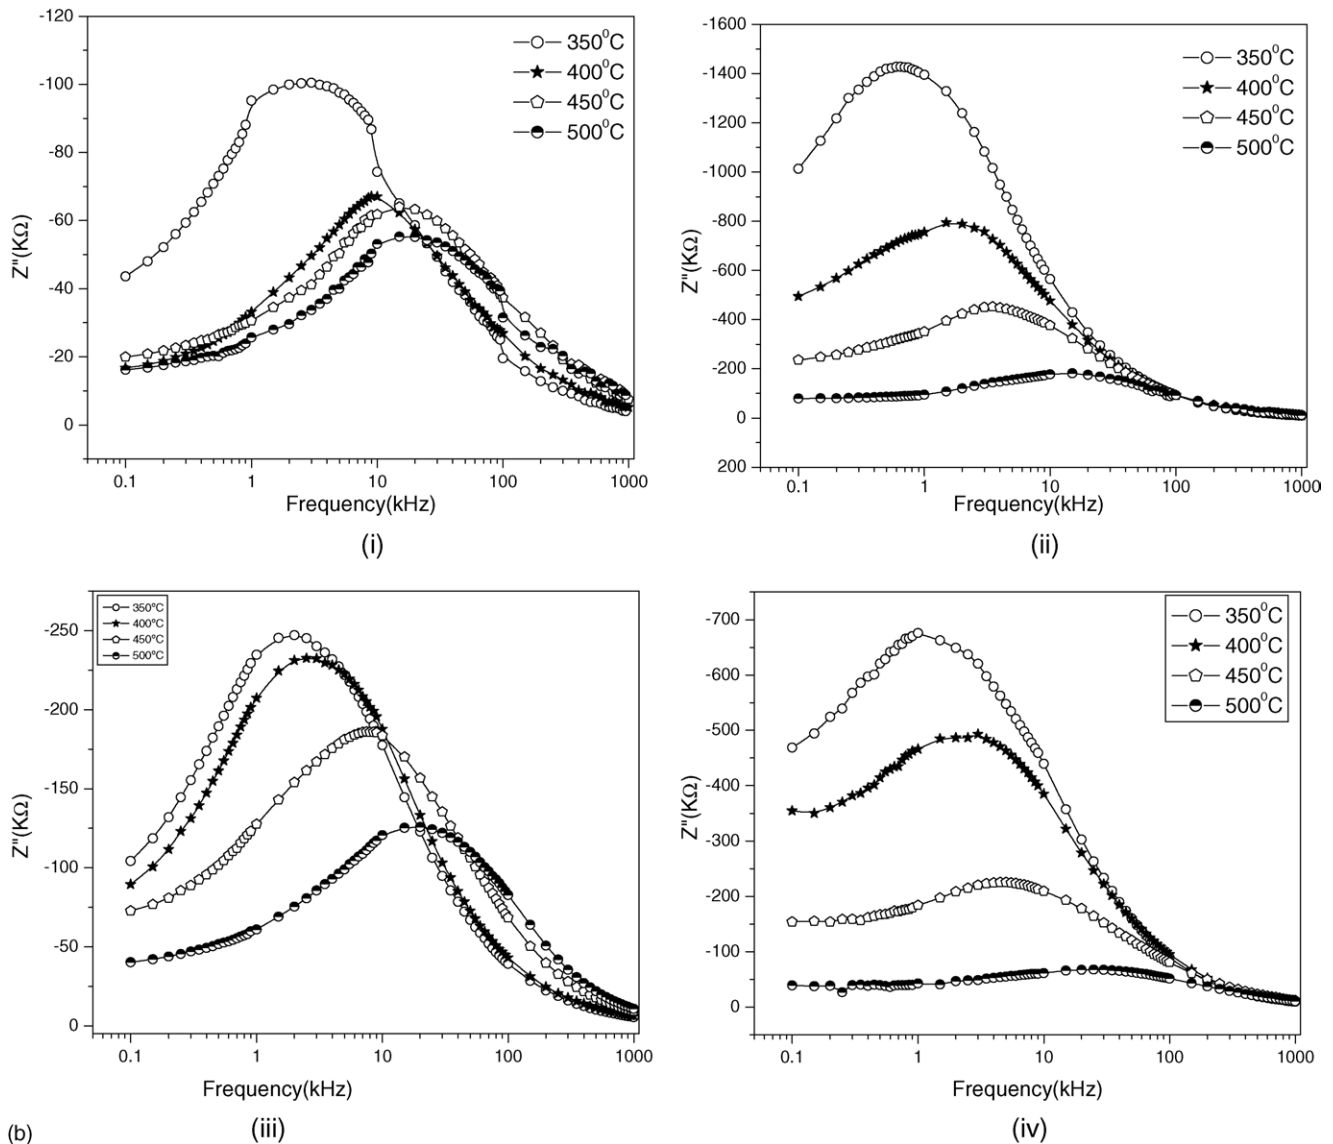 -120
-100
-80
-60
-40
-20
0
Z"(KΩ)
350⁰C
400⁰C
450⁰C
500⁰C
0.1 1 10 100 1000
Frequency(kHz)
(i)
-1600
-1400
-1200
-1000
-800
-600
-400
-200
0
200
Z"(KΩ)
350⁰C
400⁰C
450⁰C
500⁰C
0.1 1 10 100 1000
Frequency(kHz)
(ii)
-250
-200
-150
-100
-50
0
Z"(KΩ)
350°C
400°C
450°C
500°C
0.1 1 10 100 1000
Frequency(kHz)
(iii)
-700
-600
-500
-400
-300
-200
-100
0
Z"(KΩ)
350⁰C
400⁰C
450⁰C
500⁰C
0.1 1 10 100 1000
Frequency(kHz)
(iv)
(b)